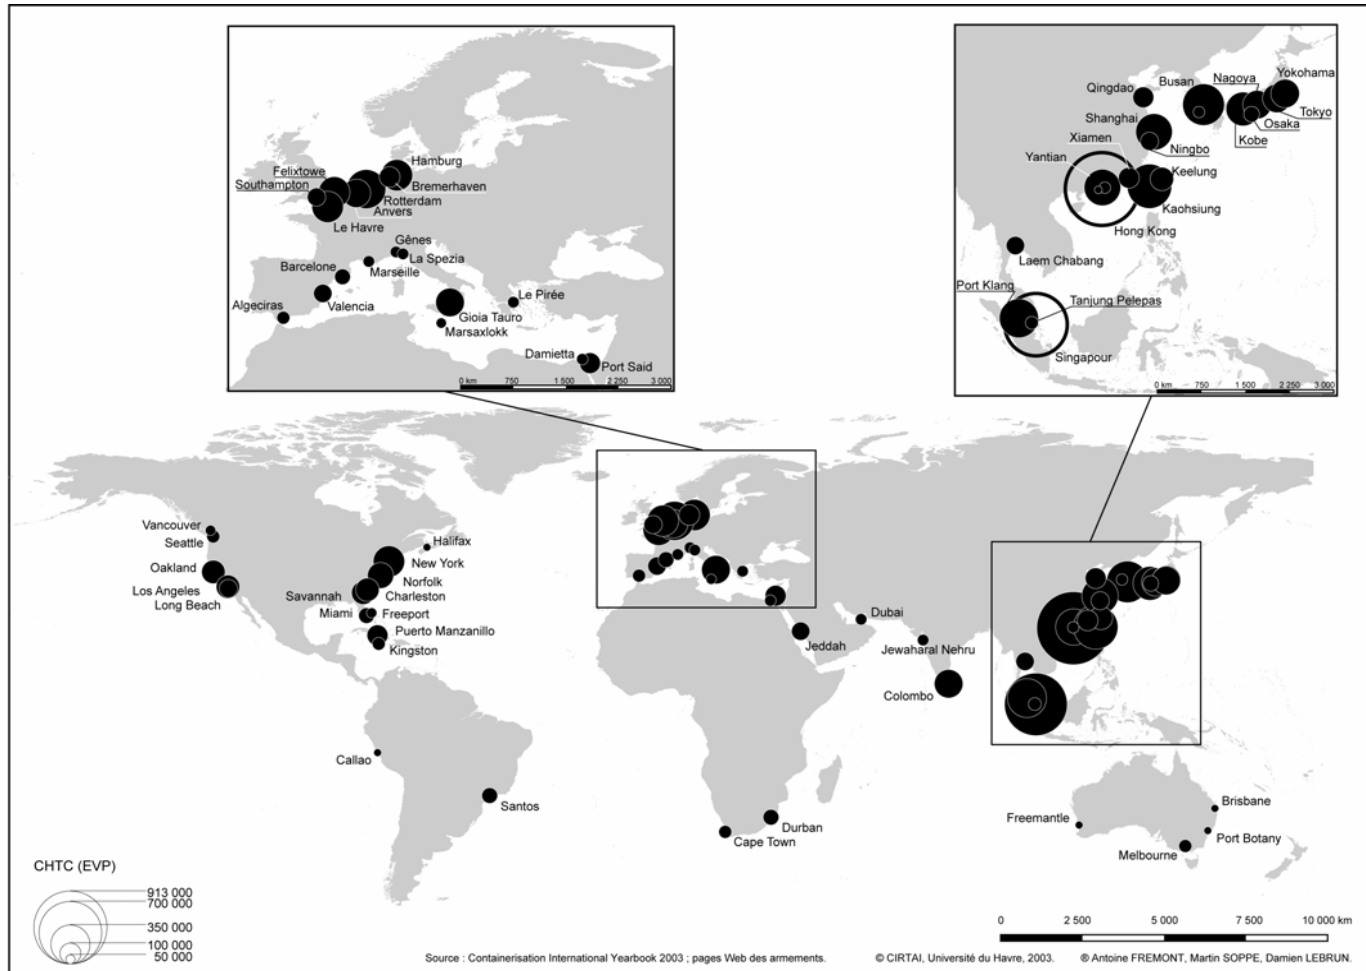 Hamburg
Felixtowe
Southampton
Bremerhaven
Rotterdam
Anvers
Le Havre
Gênes
La Spezia
Barcelone
Marseille
Valencia
Algeciras
Le Pirée
Gioia Tauro
Marsaxlokk
Damietta
Port Said
0 km 750 1 500 2 250 3 000
Yokohama
Nagoya
Busan
Qingdao
Tokyo
Shanghai
Osaka
Xiamen
Kobe
Ningbo
Yantian
Keelung
Kaohsiung
Hong Kong
Laem Chabang
Port Klang
Tanjung Pelepas
Singapour
0 km 750 1 500 2 250 3 000
Vancouver
Seattle
Halifax
Oakland
New York
Norfolk
Los Angeles
Long Beach
Savannah
Charleston
Miami
Freeport
Puerto Manzanillo
Kingston
Dubai
Jeddah
Jewaharal Nehru
Colombo
Callao
Santos
Durban
Cape Town
Brisbane
Freemantle
Port Botany
Melbourne
CHTC (EVP)
913 000
700 000
350 000
100 000
50 000
0 2 500 5 000 7 500 10 000 km
Source : Containerisation International Yearbook 2003 ; pages Web des armements. © CIRTAI, Université du Havre, 2003. ® Antoine FREMONT, Martin SOPPE, Damien LEBRUN.